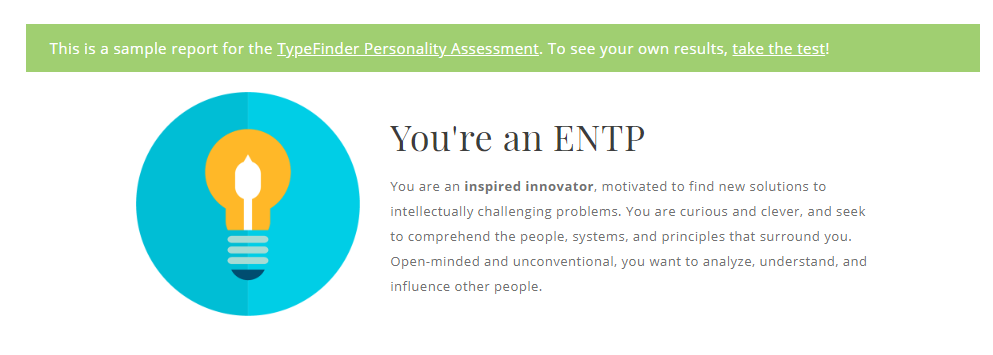 This is a sample report for the TypeFinder Personality Assessment. To see your own results, take the test!
You're an ENTP
You are an inspired innovator, motivated to find new solutions to
intellectually challenging problems. You are curious and clever, and seek
to comprehend the people, systems, and principles that surround you.
Open-minded and unconventional, you want to analyze, understand, and
influence other people.